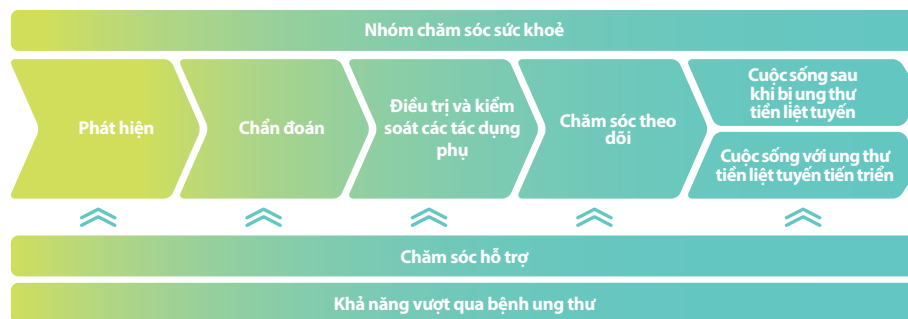 Nhóm chăm sóc sức khoẻ
Phát hiện
Chẩn đoán
Điều trị và kiểm
soát các tác dụng
phụ
Chăm sóc theo
dõi
Cuộc sống sau
khi bị ung thư
tiền liệt tuyến
Cuộc sống với ung thư
tiền liệt tuyến tiến triển
Chăm sóc hỗ trợ
Khả năng vượt qua bệnh ung thư